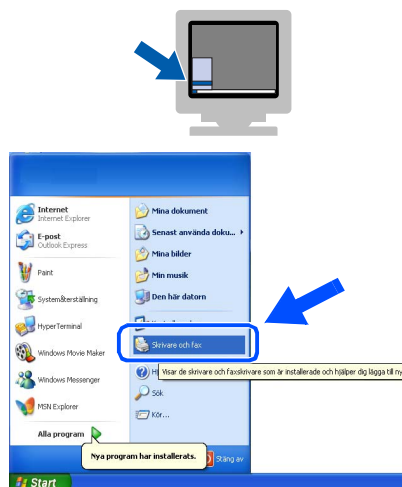 Internet
Internet Explorer
E-post
Outlook Express
Paint
Systemåterställning
HyperTerminal
Windows Movie Maker
Windows Messenger
MSN Explorer
Alla program
Mina dokument
Senast använda doku...
Mina bilder
Min musik
Den här datorn
Skrivare och fax
Visar de skrivare och faxskrivare som är installerade och hjälper dig lägga till ny
Sök
Kör...
Nya program har installerats.
Stäng av
Start